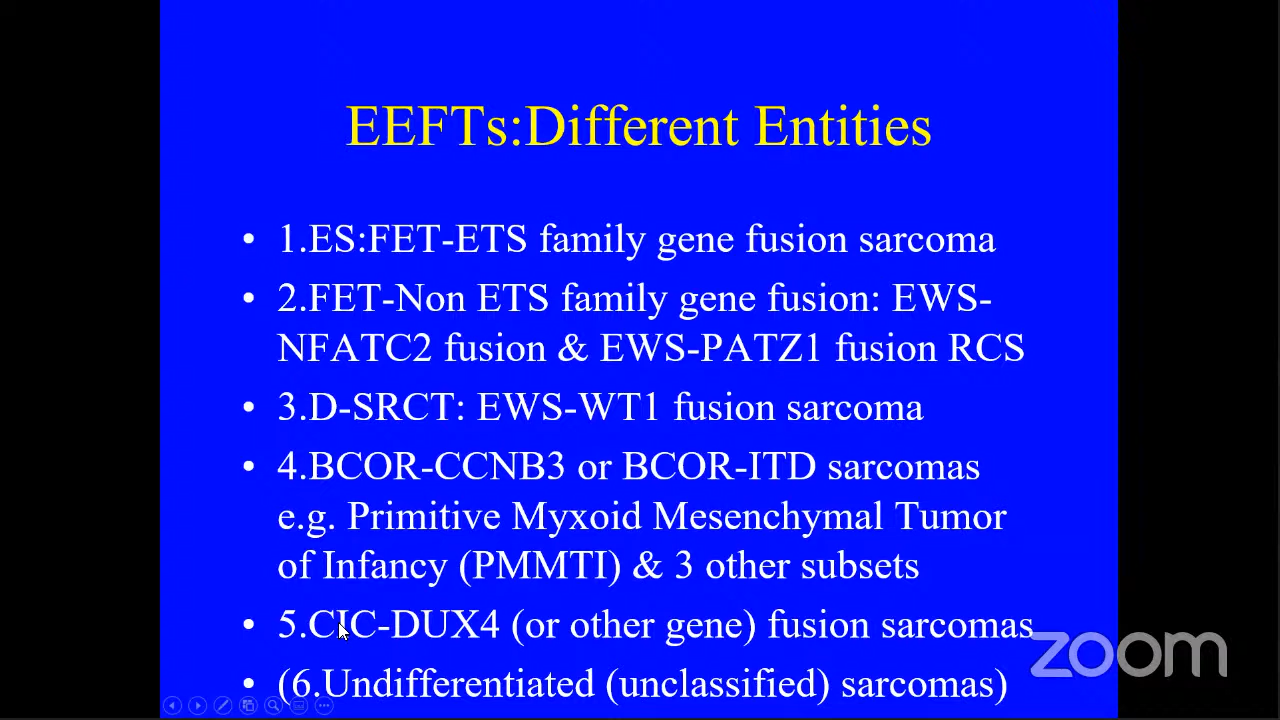 EEFTs:Different Entities
• 1.ES:FET-ETS family gene fusion sarcoma
• 2.FET-Non ETS family gene fusion: EWS-
NFATC2 fusion & EWS-PATZ1 fusion RCS
• 3.D-SRCT: EWS-WT1 fusion sarcoma
• 4.BCOR-CCNB3 or BCOR-ITD sarcomas
e.g. Primitive Myxoid Mesenchymal Tumor
of Infancy (PMMTI) & 3 other subsets
• 5.CIC-DUX4 (or other gene) fusion sarcomas
• (6.Undifferentiated (unclassified) sarcomas)
zoom